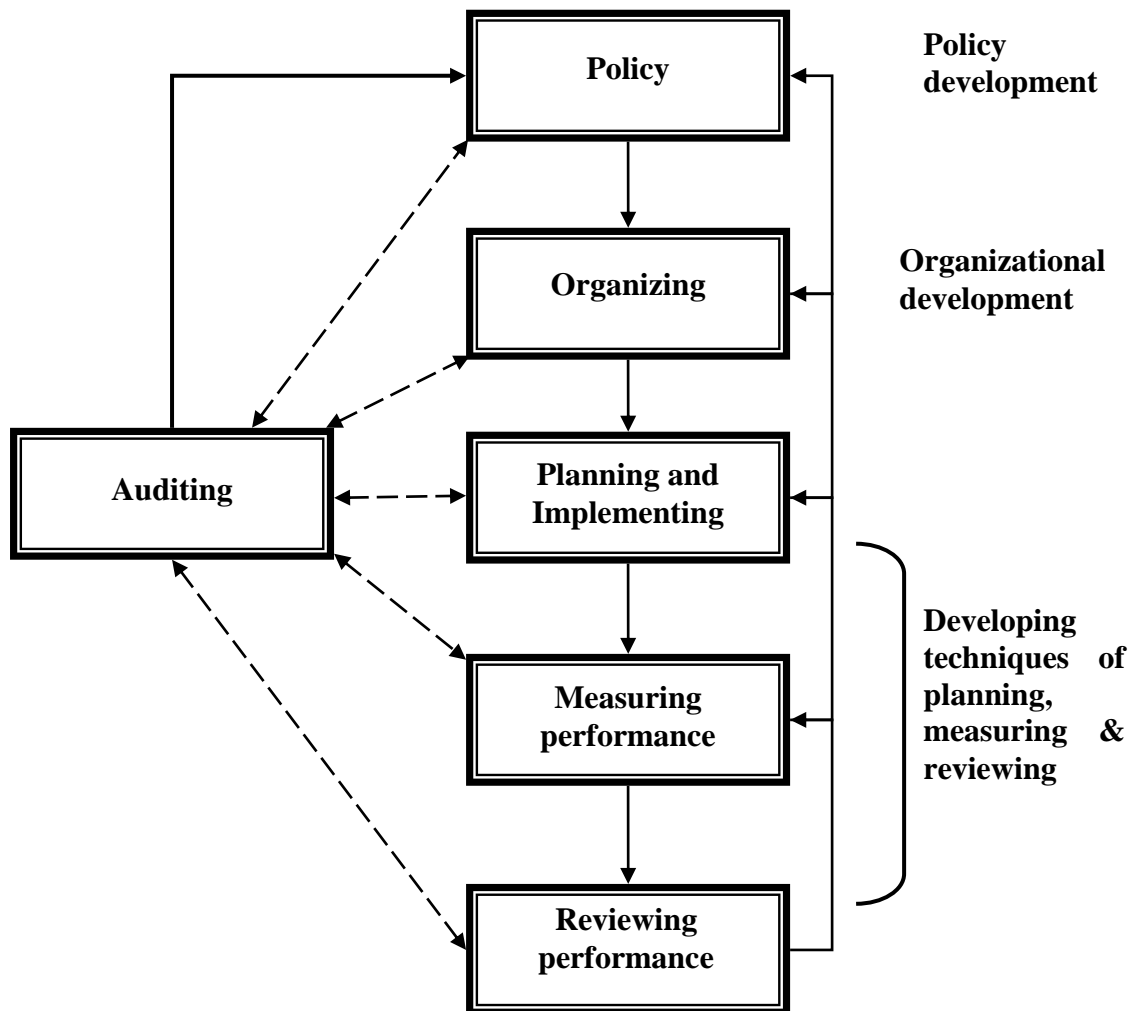 Policy
Policy
development
Organizing
Organizational
development
Auditing
Planning and
Implementing
Measuring
performance
Developing
techniques of
planning,
measuring &
reviewing
Reviewing
performance